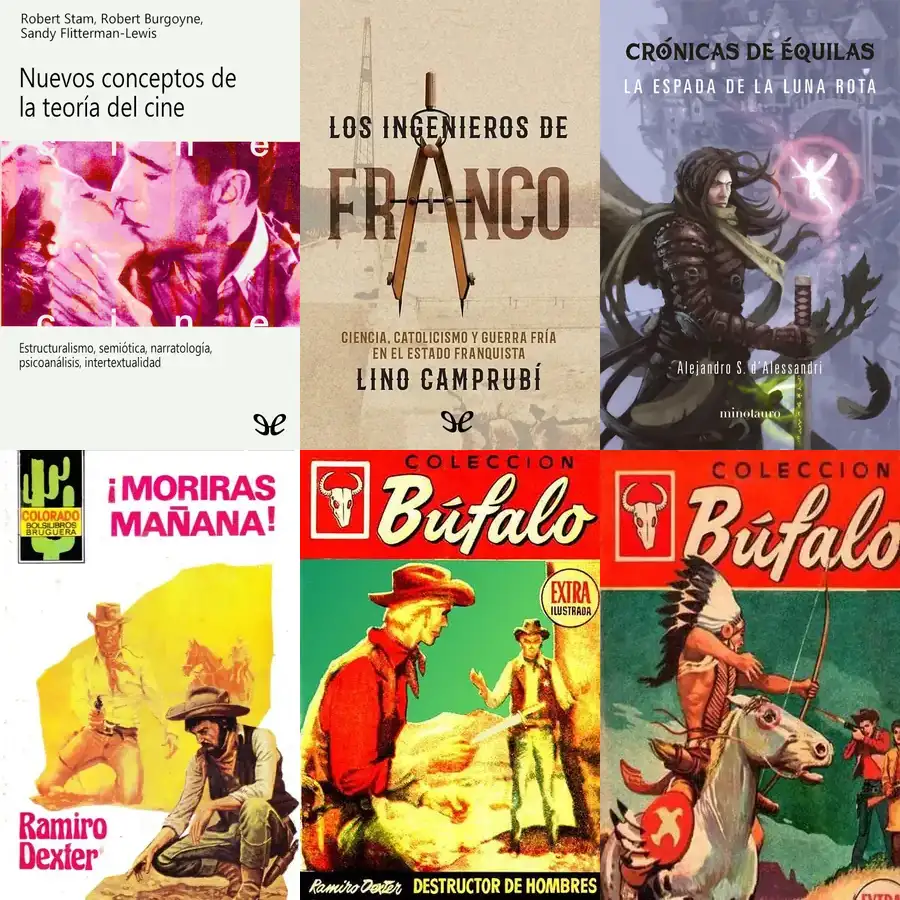 Robert Stam, Robert Burgoyne,
Sandy Flitterman-Lewis
Nuevos conceptos de
la teoría del cine
cine
cine
Estructuralismo, semiótica, narratología,
psicoanálisis, intertextualidad
LOS INGENIEROS DE
FRANCO
CIENCIA, CATOLICISMO Y GUERRA FRÍA
EN EL ESTADO FRANQUISTA
LINO CAMPRUBÍ
CRÓNICAS DE ÉQUILAS
LA ESPADA DE LA LUNA ROTA
Alejandro S. d'Alessandri
minotauro
COLORADO
BOLSILIBROS
BRUGUERA
¡MORIRAS
MAÑANA!
Ramiro
Dexter
COLECCION
Búfalo
EXTRA
ILUSTRADA
Ramiro Dexter DESTRUCTOR DE HOMBRES
COLECCION
Búfalo
EXTRA